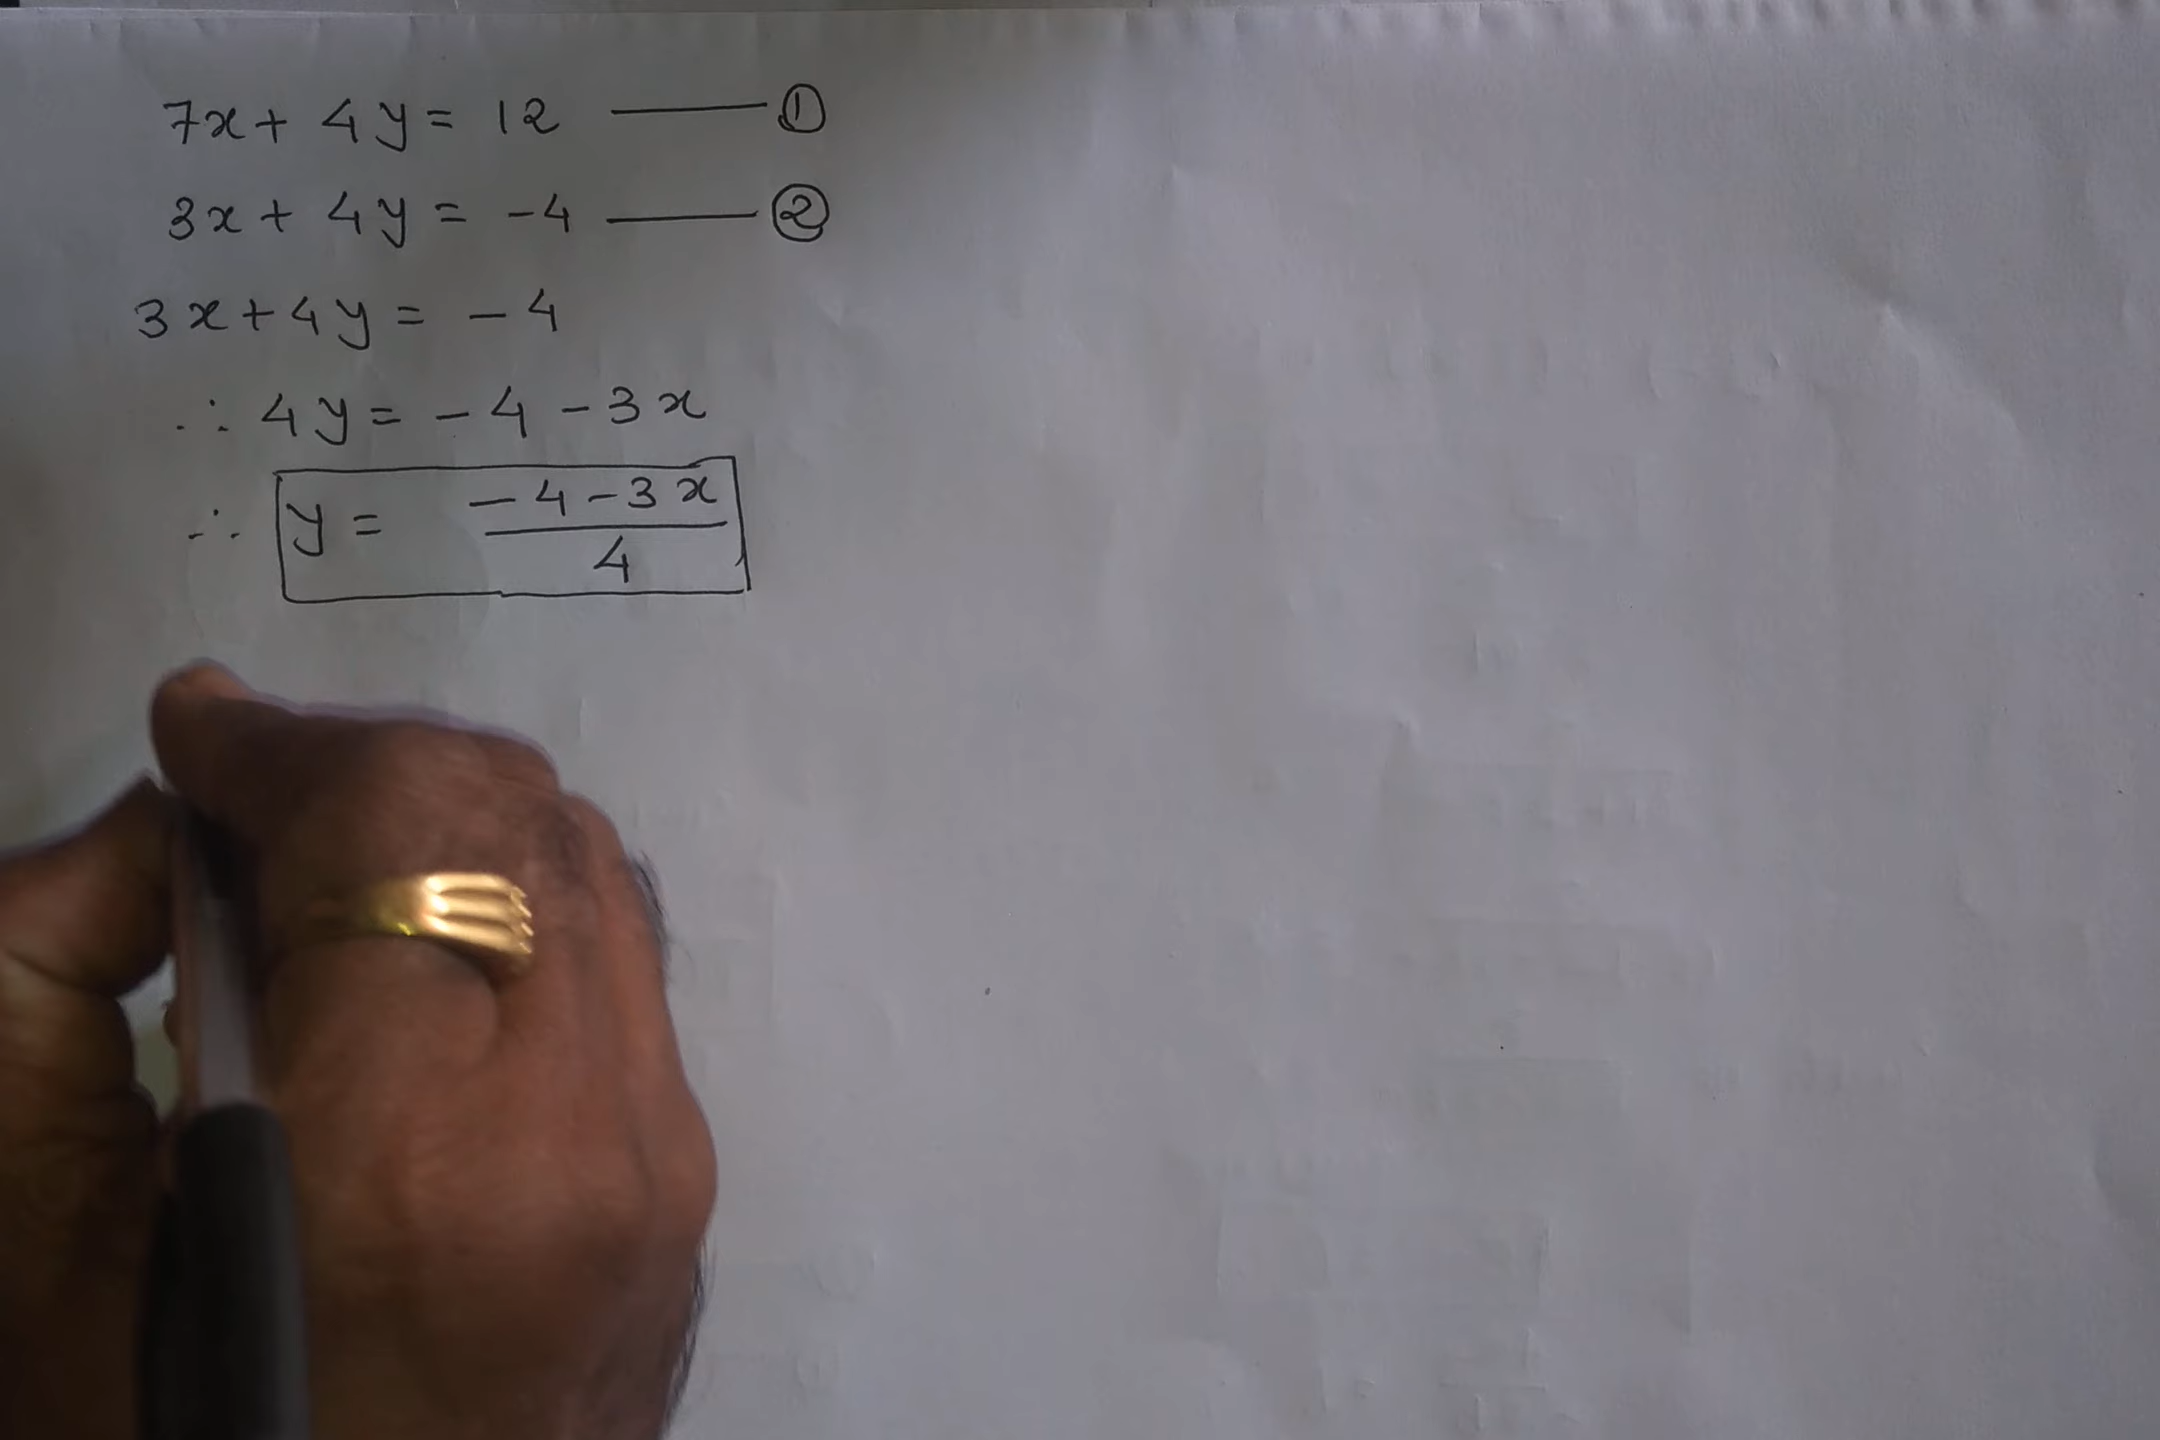 7x + 4y = 12 —— ①
3x + 4y = -4 —— ②
3x + 4y = -4
∴ 4y = -4 - 3x
∴ y = (-4 - 3x)/4